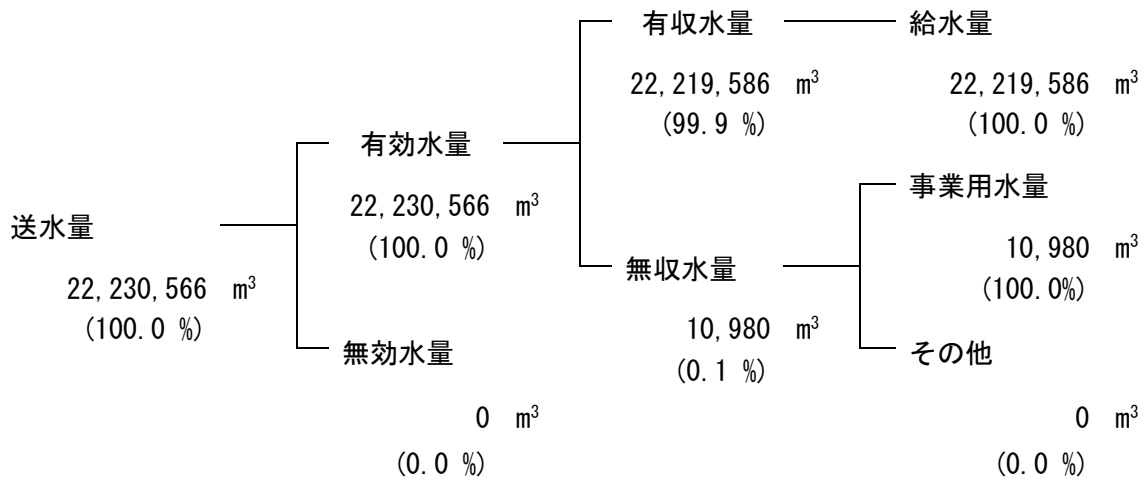 有収水量 給水量
22,219,586 m³ 22,219,586 m³
(99.9 %) (100.0 %)
有効水量
事業用水量
22,230,566 m³
送水量
10,980 m³
(100.0 %)
無収水量
22,230,566 m³
(100.0%)
(100.0 %)
10,980 m³
無効水量
その他
(0.1 %)
0 m³ 0 m³
(0.0 %) (0.0 %)